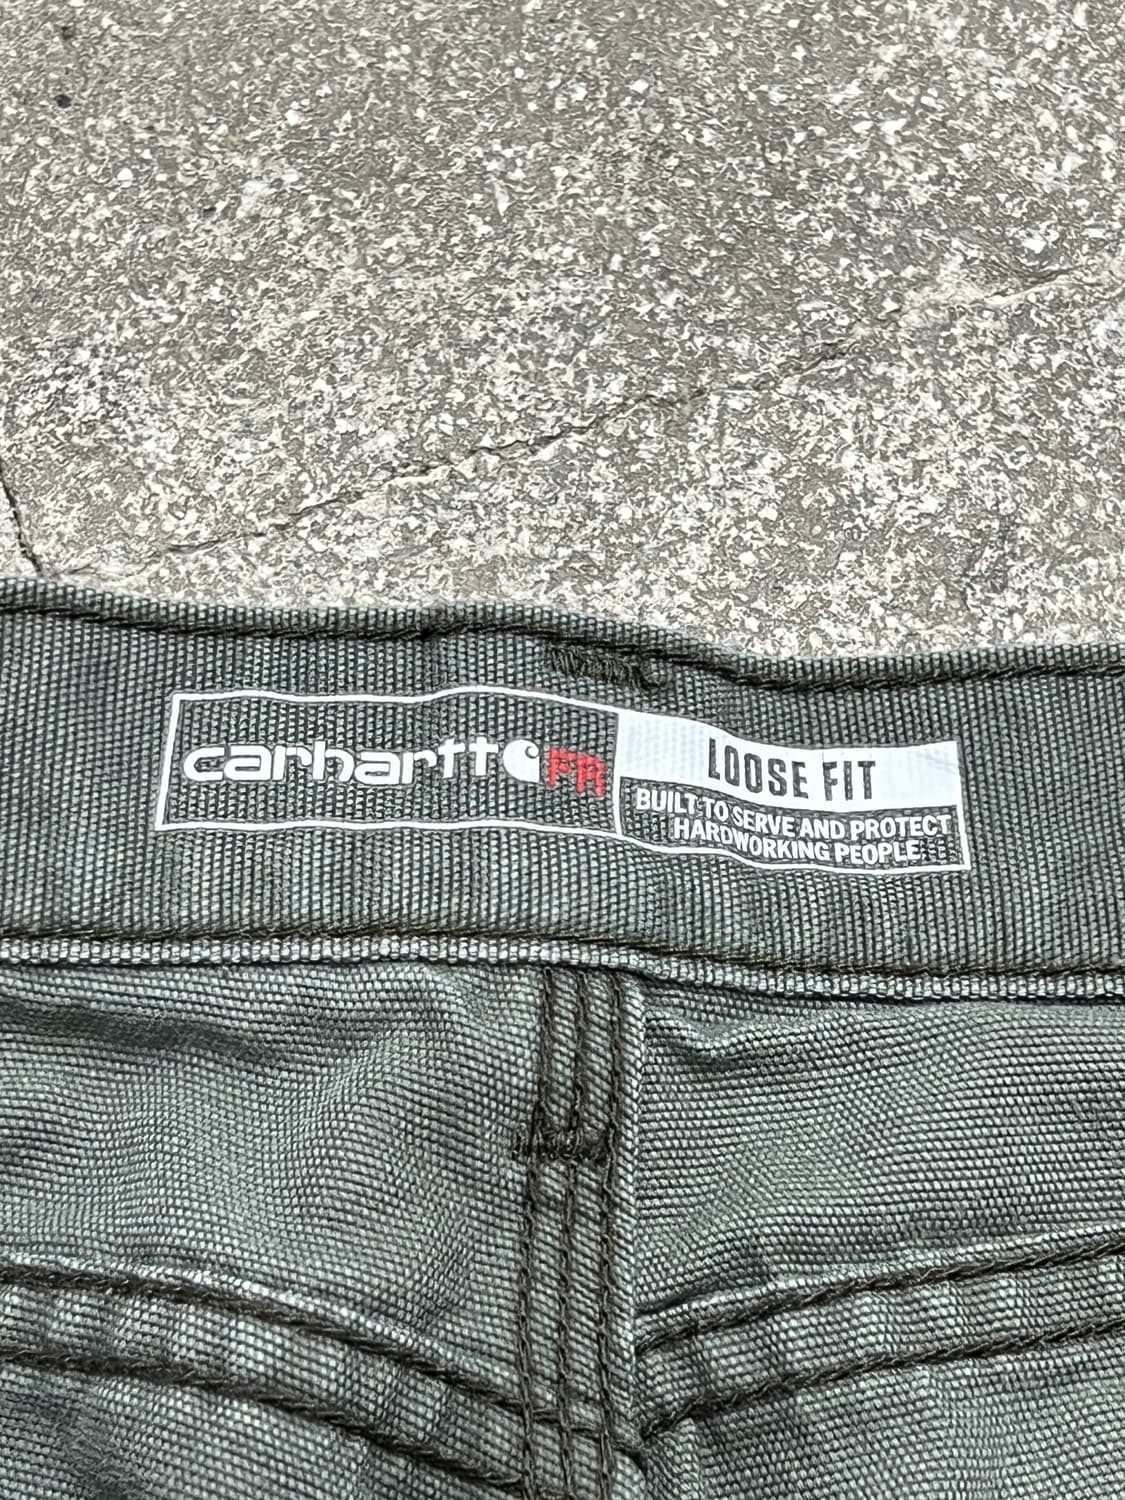 carhartt FR
LOOSE FIT
BUILT TO SERVE AND PROTECT
HARDWORKING PEOPLE.